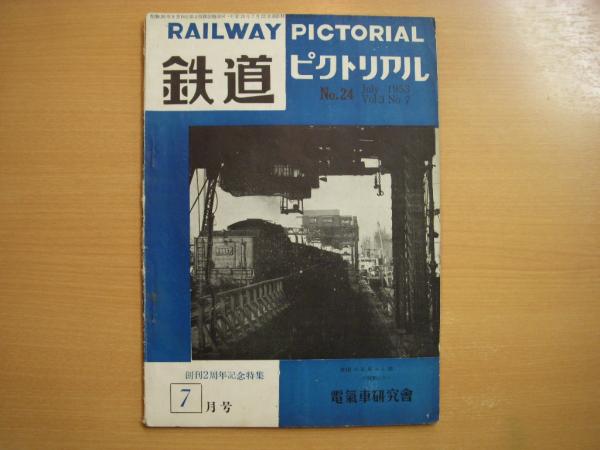 RAILWAY PICTORIAL
鉄道ピクトリアル
No.24 July 1953
Vol 3 No 7
創刊2周年記念特集
7月号
電氣車研究會